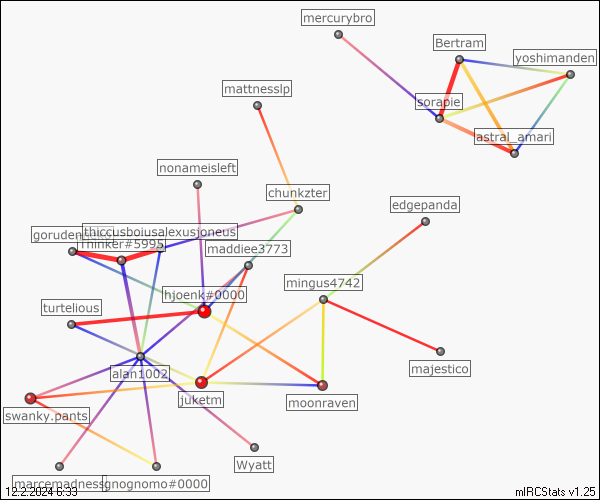 mercurybro
Bertram
yoshimanden
mattnesslp
sorapie
astral_amari
nonameisleft
chunkzter
edgepanda
thiccusboiusalexusjoneus
Thinker#5995
maddiee3773
mingus4742
hjoenk#0000
turtelious
alan1002
majestico
juketm
moonraven
swanky.pants
Wyatt
marcemadness
gnognomo#0000
12.2.2024 6:33
mIRCStats v1.25